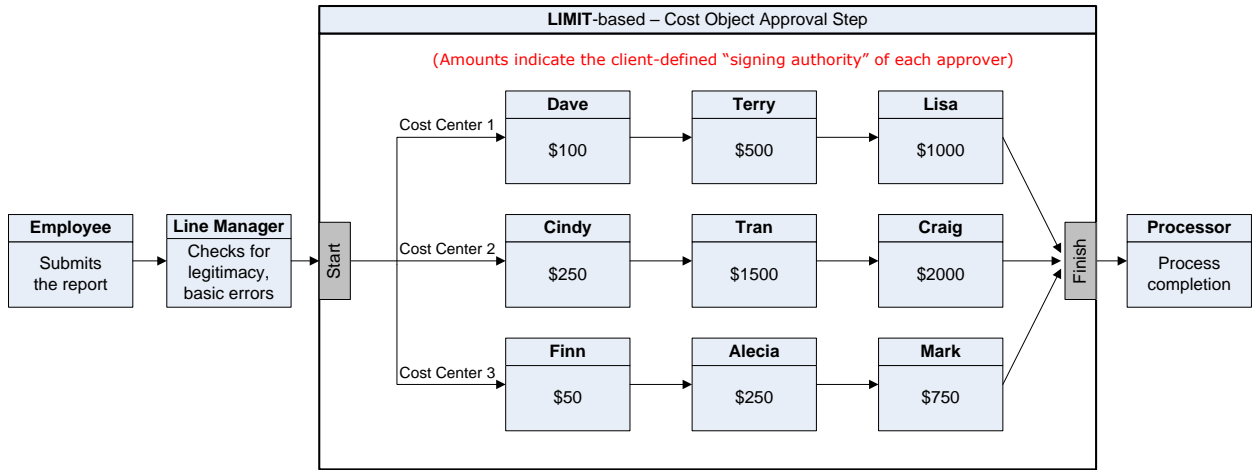 LIMIT-based – Cost Object Approval Step
(Amounts indicate the client-defined “signing authority” of each approver)
Cost Center 1
Dave
$100
Terry
$500
Lisa
$1000
Employee
Submits
the report
Line Manager
Checks for
legitimacy,
basic errors
Start
Cost Center 2
Cindy
$250
Tran
$1500
Craig
$2000
Finish
Processor
Process
completion
Cost Center 3
Finn
$50
Alecia
$250
Mark
$750